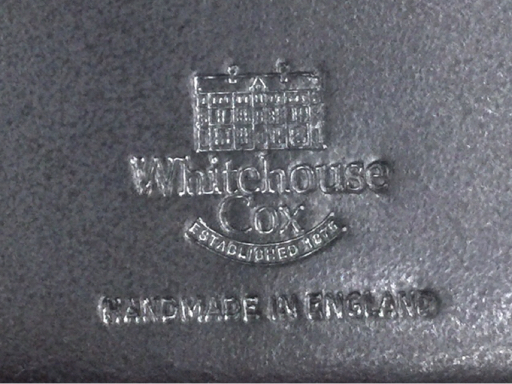 Whitehouse
Cox
ESTABLISHED 1875
HANDMADE IN ENGLAND